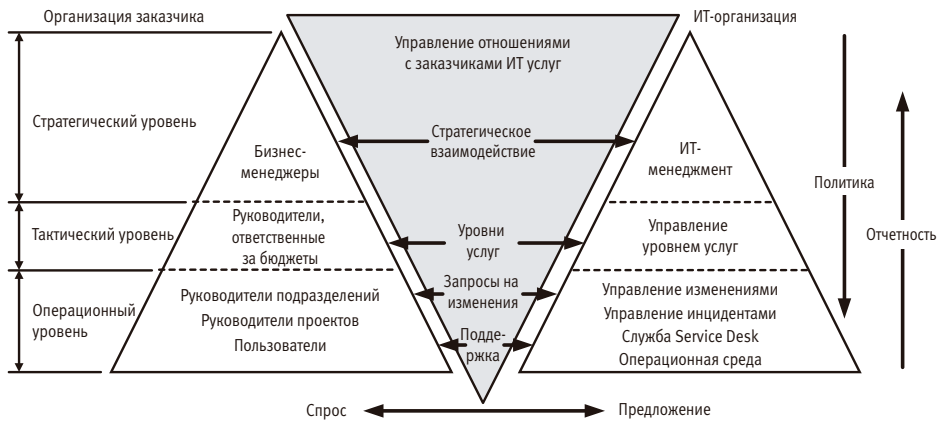 Организация заказчика
ИТ-организация
Управление отношениями
с заказчиками ИТ услуг
Стратегический уровень
Бизнес-
менеджеры
Стратегическое
взаимодействие
ИТ-
менеджмент
Политика
Отчетность
Тактический уровень
Руководители,
ответственные
за бюджеты
Уровни
услуг
Управление
уровнем услуг
Операционный
уровень
Руководители подразделений
Руководители проектов
Пользователи
Запросы на
изменения
Подде-
ржка
Управление изменениями
Управление инцидентами
Служба Service Desk
Операционная среда
Спрос
Предложение